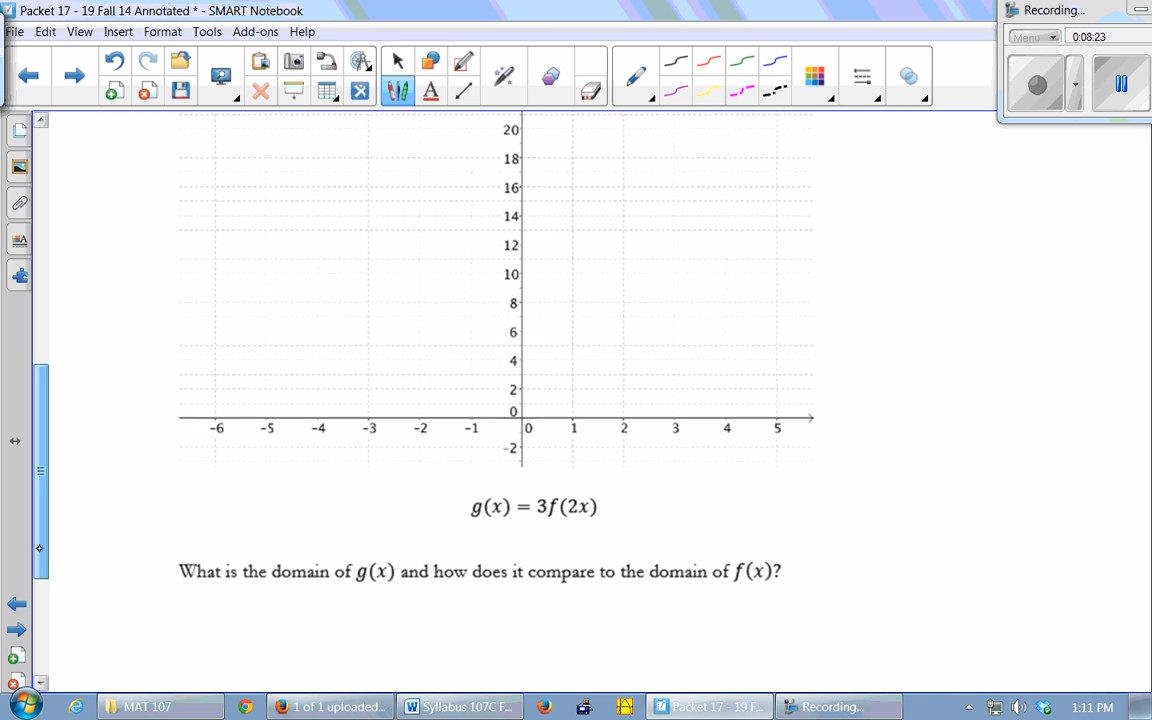 Packet 17 - 19 Fall 14 Annotated * - SMART Notebook
Recording...
File Edit View Insert Format Tools Add-ons Help
Menu
0:08:23
20
18
16
14
12
10
8
6
4
2
0
-6 -5 -4 -3 -2 -1 0 1 2 3 4 5
-2
g(x) = 3f(2x)
What is the domain of g(x) and how does it compare to the domain of f(x)?
MAT 107
1 of 1 uploaded...
Syllabus 107C F...
Packet 17 - 19 F...
Recording...
1:11 PM